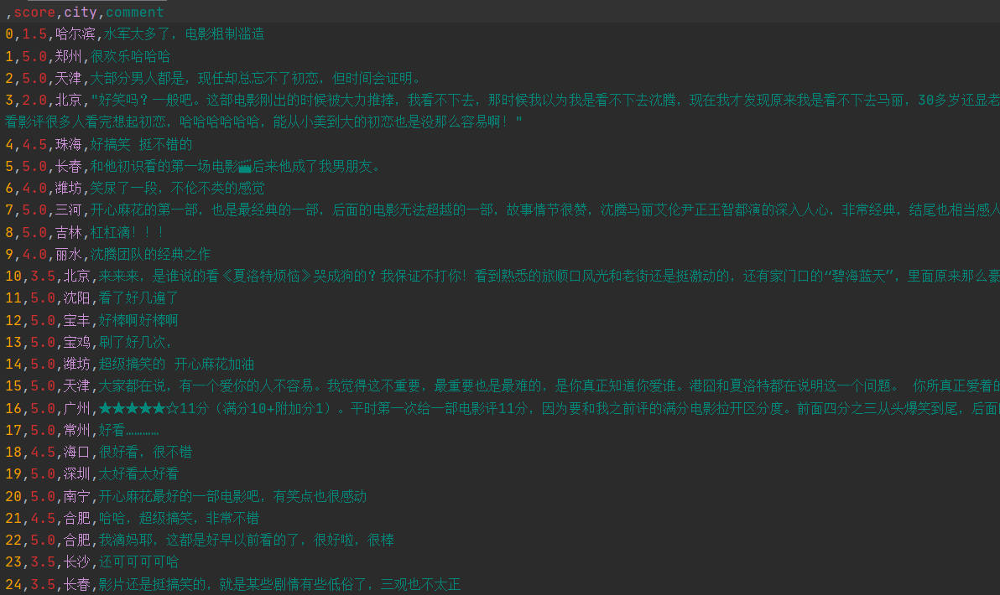 ,score,city,comment
0,1.5,哈尔滨,水军太多了，电影粗制滥造
1,5.0,郑州,很欢乐哈哈哈
2,5.0,天津,大部分男人都是，现任却总忘不了初恋，但时间会证明。
3,2.0,北京,"好笑吗？一般吧。这部电影刚出的时候被大力推捧，我看不下去，那时候我以为我是看不下去沈腾，现在我才发现原来我是看不下去马丽，30多岁还显老
看影评很多人看完想起初恋，哈哈哈哈哈哈，能从小美到大的初恋也是没那么容易啊！"
4,4.5,珠海,好搞笑 挺不错的
5,5.0,长春,和他初识看的第一场电影🎬后来他成了我男朋友。
6,4.0,潍坊,笑尿了一段，不伦不类的感觉
7,5.0,三河,开心麻花的第一部，也是最经典的一部，后面的电影无法超越的一部，故事情节很赞，沈腾马丽艾伦尹正王智都演的深入人心，非常经典，结尾也相当感人
8,5.0,吉林,杠杠滴！！！
9,4.0,丽水,沈腾团队的经典之作
10,3.5,北京,来来来，是谁说的看《夏洛特烦恼》哭成狗的？我保证不打你！看到熟悉的旅顺口风光和老街还是挺激动的，还有家门口的“碧海蓝天”，里面原来那么豪
11,5.0,沈阳,看了好几遍了
12,5.0,宝丰,好棒啊好棒啊
13,5.0,宝鸡,刷了好几次，
14,5.0,潍坊,超级搞笑的 开心麻花加油
15,5.0,天津,大家都在说，有一个爱你的人不容易。我觉得这不重要，最重要也是最难的，是你真正知道你爱谁。港囧和夏洛特都在说明这一个问题。 你所真正爱着的
16,5.0,广州,★★★★★☆11分（满分10+附加分1）。平时第一次给一部电影评11分，因为要和我之前评的满分电影拉开区分度。前面四分之三从头爆笑到尾，后面
17,5.0,常州,好看…………
18,4.5,海口,很好看，很不错
19,5.0,深圳,太好看太好看
20,5.0,南宁,开心麻花最好的一部电影吧，有笑点也很感动
21,4.5,合肥,哈哈，超级搞笑，非常不错
22,5.0,合肥,我滴妈耶，这都是好早以前看的了，很好啦，很棒
23,3.5,长沙,还可可可可哈
24,3.5,长春,影片还是挺搞笑的，就是某些剧情有些低俗了，三观也不太正